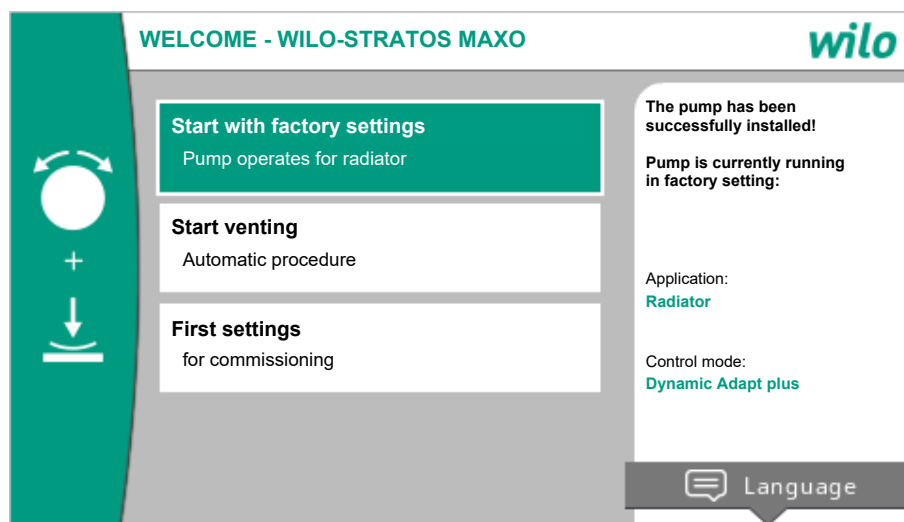 WELCOME - WILO-STRATOS MAXO
wilo
Start with factory settings
Pump operates for radiator
Start venting
Automatic procedure
First settings
for commissioning
+
The pump has been
successfully installed!
Pump is currently running
in factory setting:
Application:
Radiator
Control mode:
Dynamic Adapt plus
Language